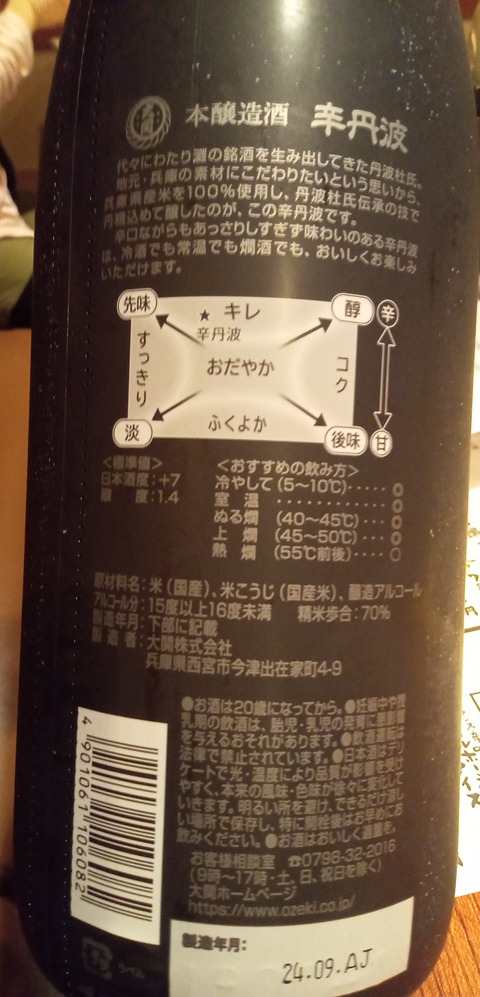 大関
本醸造酒 辛丹波
代々にわたり灘の銘酒を生み出してきた丹波杜氏。
地元・兵庫の素材にこだわりたいという思いから、
兵庫県産米を100%使用し、丹波杜氏伝承の技で
丹精込めて醸したのが、この辛丹波です。
辛口ながらもあっさりしすぎず味わいのある辛丹波
は、冷酒でも常温でも燗酒でも、おいしくお楽しみ
いただけます。
先味 ★ キレ 醇 辛
辛丹波
すっきり おだやか コク
淡 ふくよか 後味 甘
<標準値>
日本酒度:+7
酸 度:1.4
<おすすめの飲み方>
冷やして(5〜10℃)‥‥‥◎
室 温 ‥‥‥‥‥‥‥◎
ぬる燗 (40〜45℃)‥‥‥◎
上 燗 (45〜50℃)‥‥‥◎
熱 燗 (55℃前後)‥‥‥○
原材料名:米(国産)、米こうじ(国産米)、醸造アルコール
アルコール分:15度以上16度未満 精米歩合:70%
製造年月:下部に記載
製造者:大関株式会社
兵庫県西宮市今津出在家町4-9
●お酒は20歳になってから。●妊娠中や授
乳期の飲酒は、胎児・乳児の発育に悪影響
を与えるおそれがあります。●飲酒運転は
法律で禁止されています。●日本酒はデリ
ケートで光・温度により品質が影響を受け
やすく、本来の風味・色味が徐々に変化して
いきます。明るい所を避け、できるだけ涼し
い場所で保存し、特に開栓後はお早めにお
飲みください。●お酒はおいしく適量を。
お客様相談室 ☎0798-32-2016
(9時〜17時・土、日、祝日を除く)
大関ホームページ
https://www.ozeki.co.jp/
4 901061 106082
プラ ラベル
製造年月:
24.09.AJ